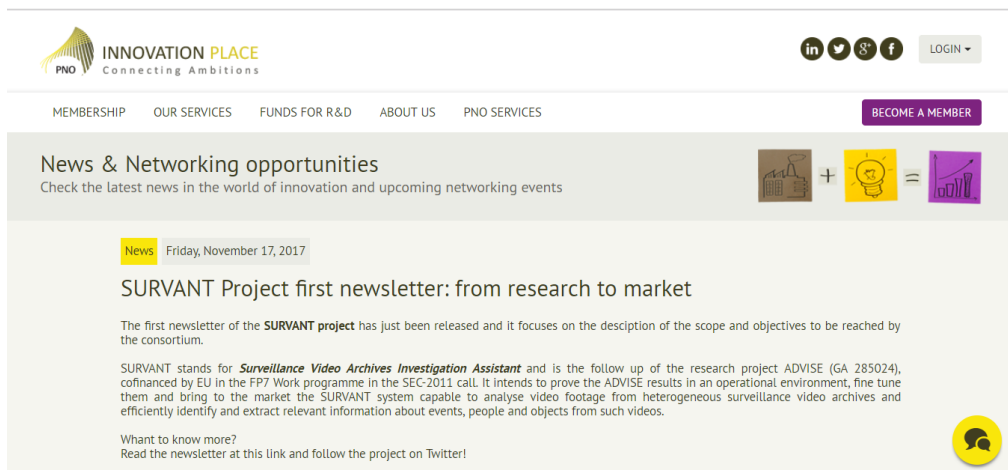 INNOVATION PLACE
PNO
Connecting Ambitions
in g+ f
LOGIN
MEMBERSHIP OUR SERVICES FUNDS FOR R&D ABOUT US PNO SERVICES
BECOME A MEMBER
News & Networking opportunities
Check the latest news in the world of innovation and upcoming networking events
+ =
News Friday, November 17, 2017
SURVANT Project first newsletter: from research to market
The first newsletter of the SURVANT project has just been released and it focuses on the desciption of the scope and objectives to be reached by
the consortium.
SURVANT stands for Surveillance Video Archives Investigation Assistant and is the follow up of the research project ADVISE (GA 285024),
cofinanced by EU in the FP7 Work programme in the SEC-2011 call. It intends to prove the ADVISE results in an operational environment, fine tune
them and bring to the market the SURVANT system capable to analyse video footage from heterogeneous surveillance video archives and
efficiently identify and extract relevant information about events, people and objects from such videos.
Whant to know more?
Read the newsletter at this link and follow the project on Twitter!